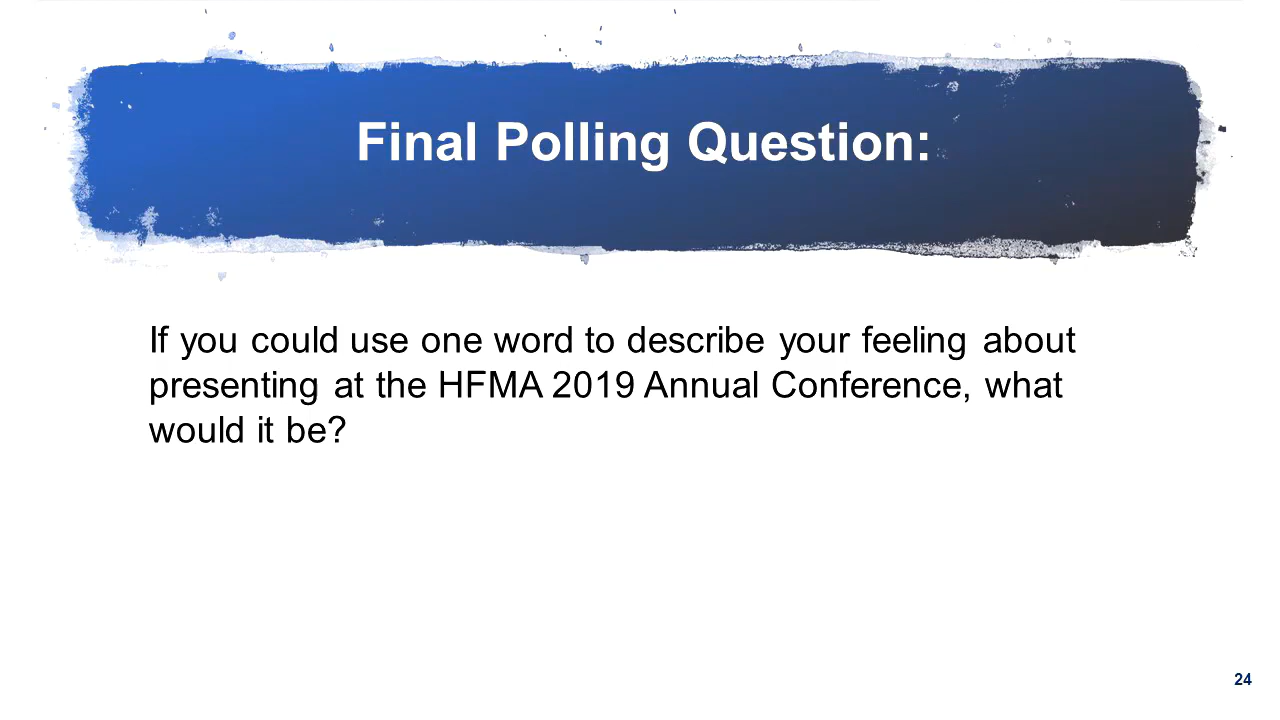 Final Polling Question:
If you could use one word to describe your feeling about
presenting at the HFMA 2019 Annual Conference, what
would it be?
24